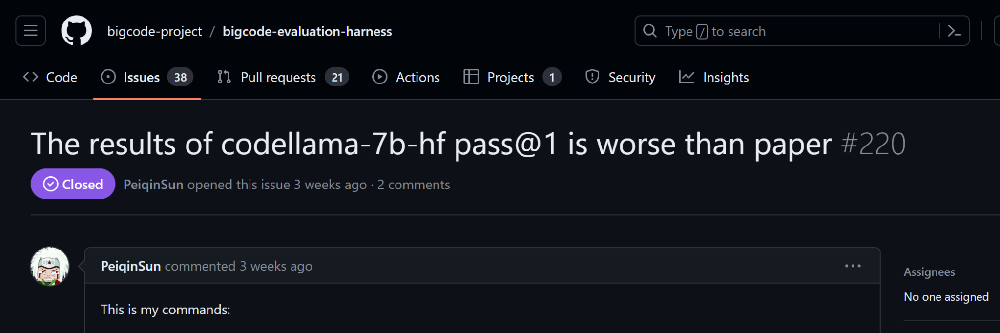 bigcode-project / bigcode-evaluation-harness
Type / to search
Code
Issues 38
Pull requests 21
Actions
Projects 1
Security
Insights
The results of codellama-7b-hf pass@1 is worse than paper #220
Closed
PeiqinSun opened this issue 3 weeks ago · 2 comments
PeiqinSun commented 3 weeks ago
Assignees
No one assigned
This is my commands: